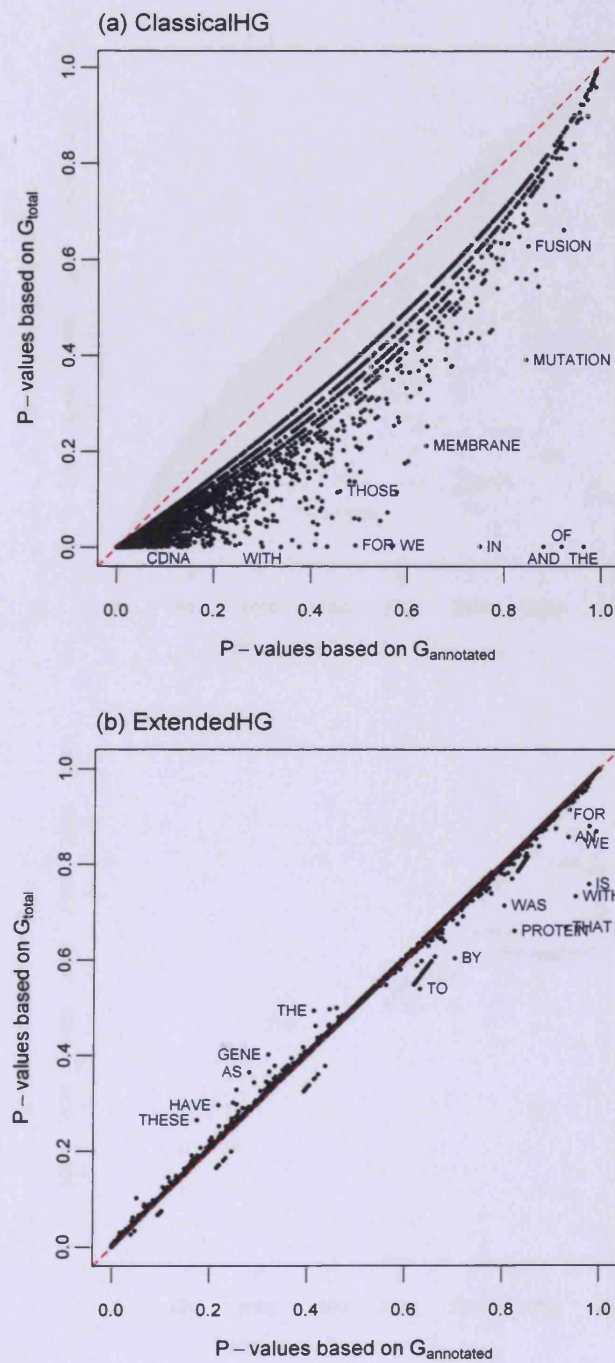 (a) ClassicalHG
P – values based on Gtotal
1.0
0.8
0.6
0.4
0.2
0.0
FUSION
MUTATION
MEMBRANE
THOSE
CDNA
WITH
FOR WE
IN
OF
AND THE
0.0 0.2 0.4 0.6 0.8 1.0
P – values based on Gannotated
(b) ExtendedHG
P – values based on Gtotal
1.0
0.8
0.6
0.4
0.2
0.0
FOR
AN
WE
IS
WITH
WAS
PROTEIN
THAT
BY
TO
THE
GENE
AS
HAVE
THESE
0.0 0.2 0.4 0.6 0.8 1.0
P – values based on Gannotated